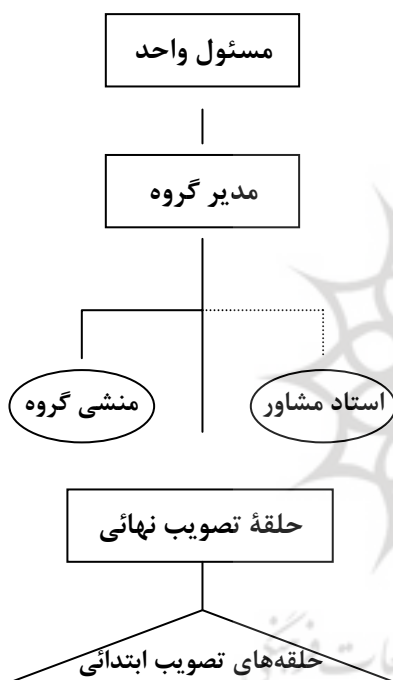 مسئول واحد
مدیر گروه
استاد مشاور
منشی گروه
حلقهٔ تصویب نهائی
حلقه‌های تصویب ابتدائی